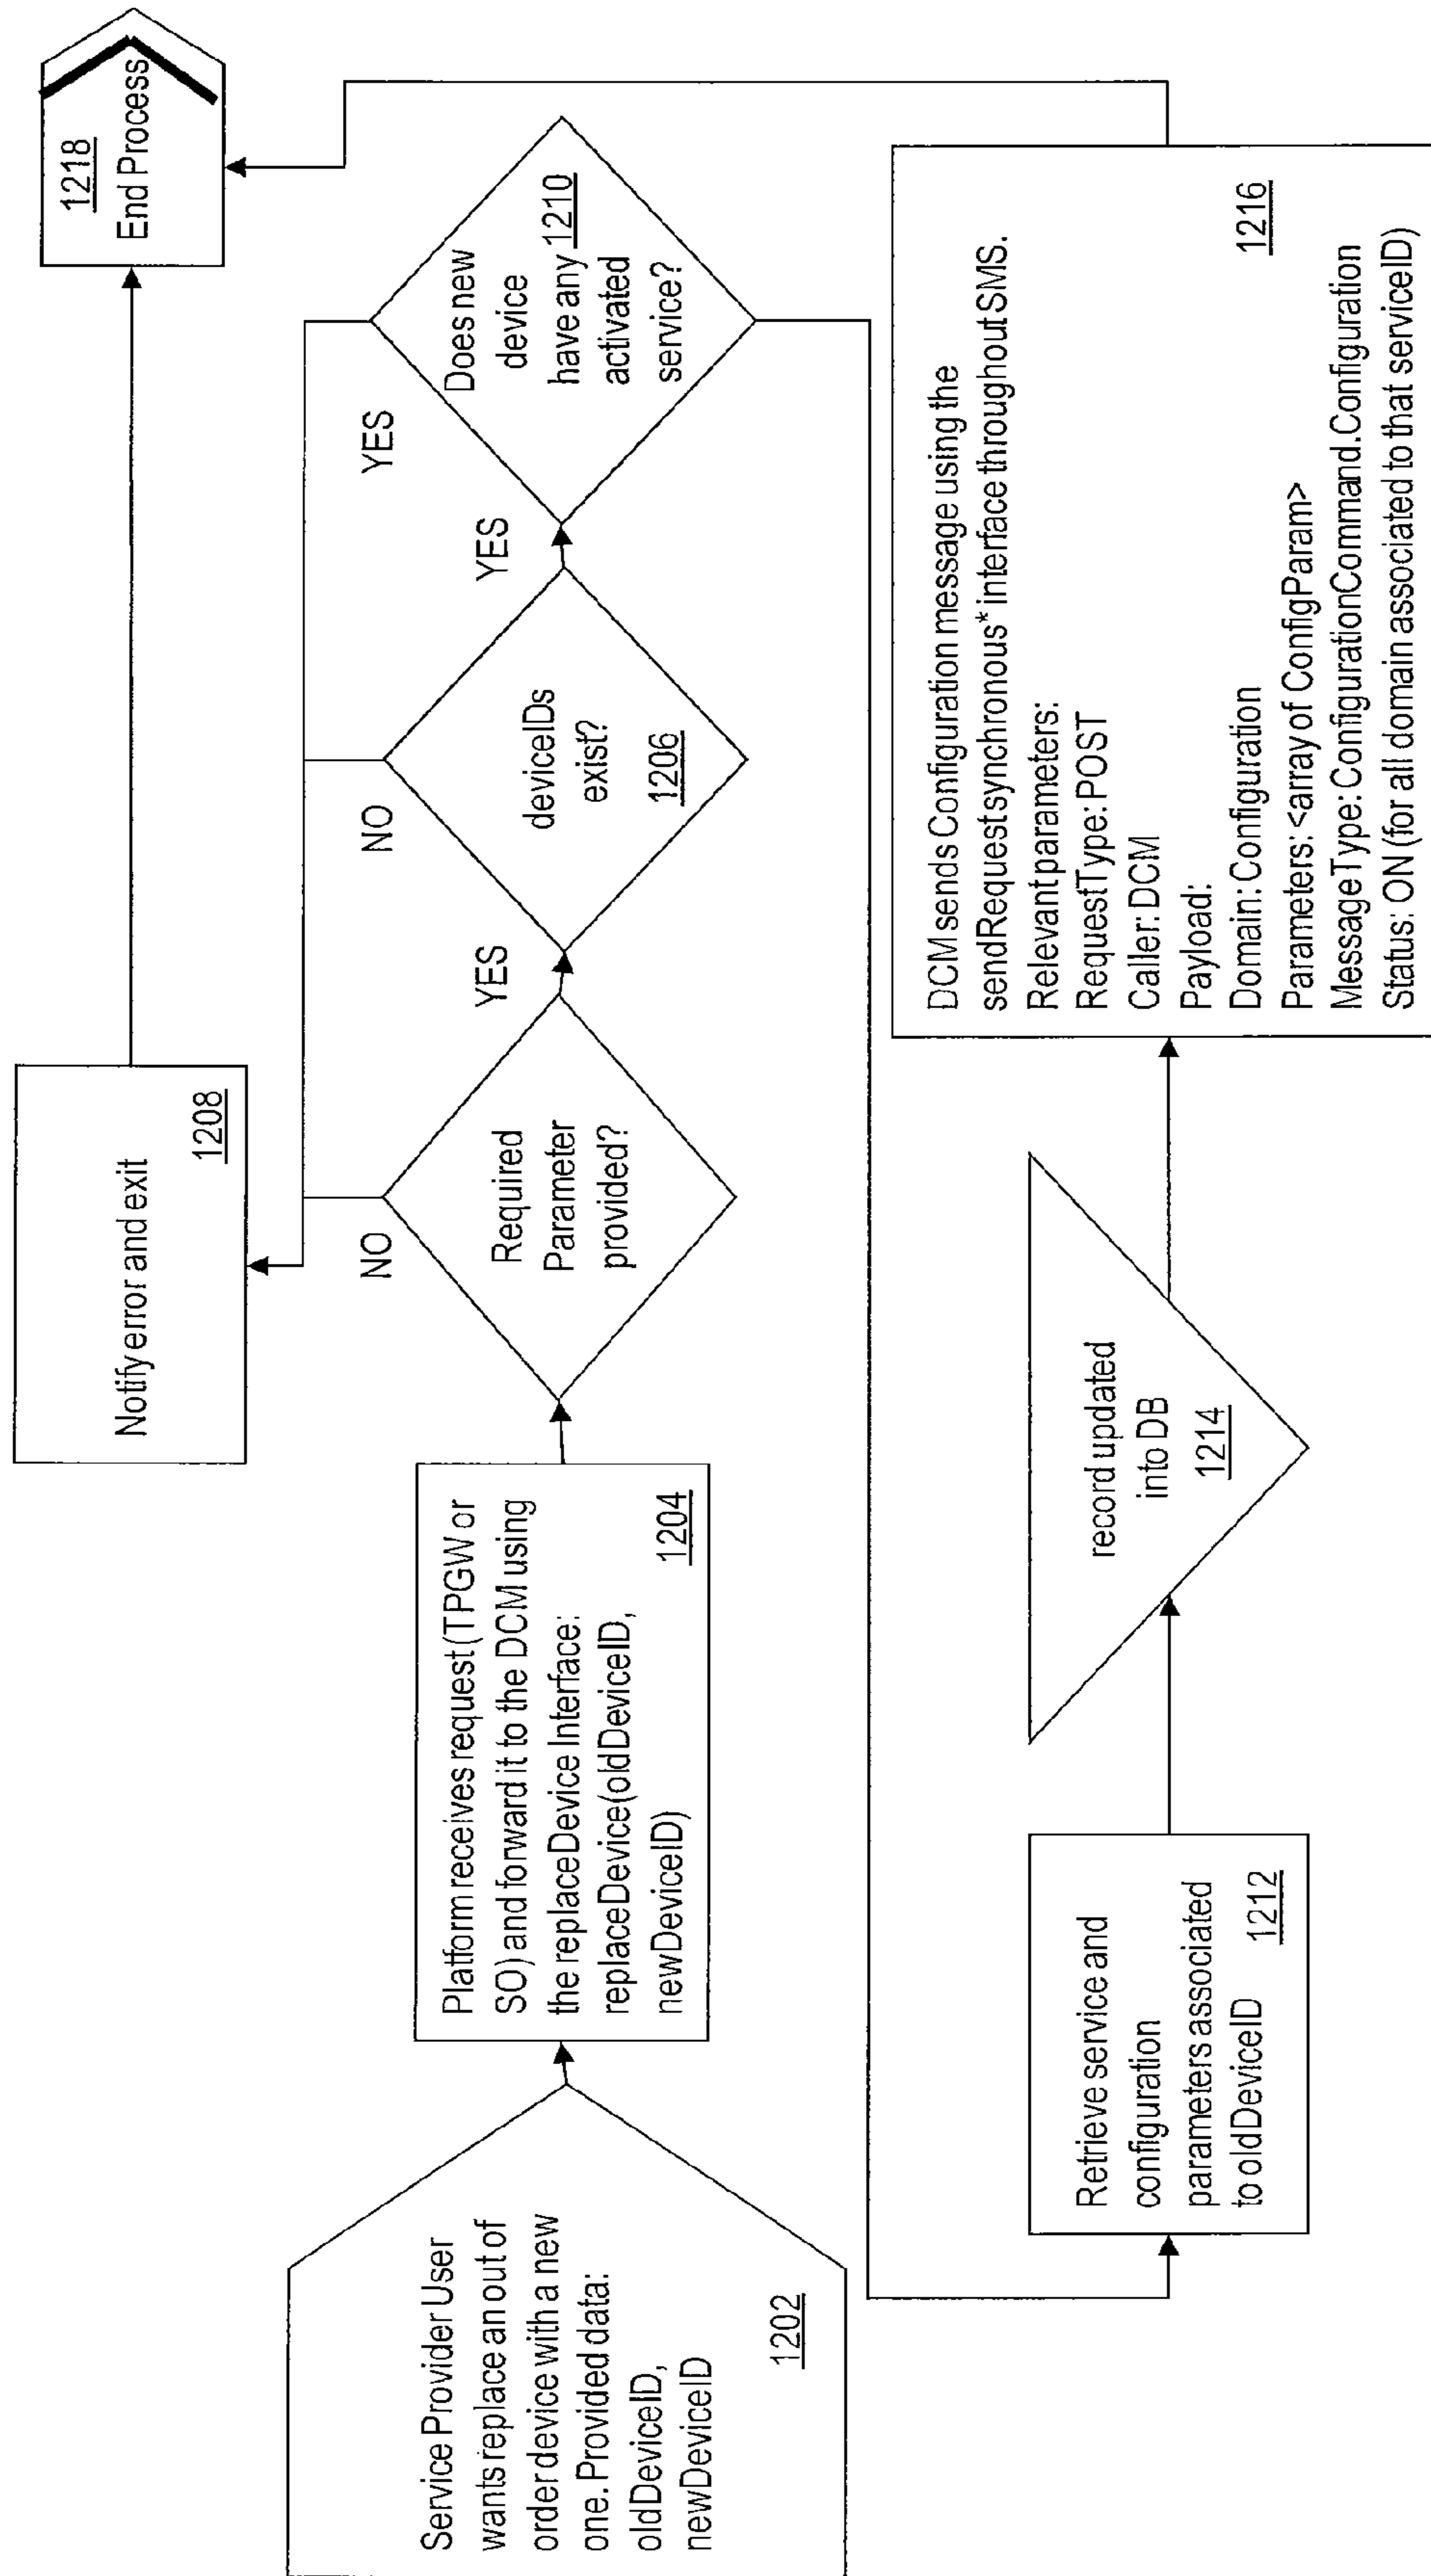 Service Provider User
wants replace an out of
order device with a new
one. Provided data:
oldDeviceID,
newDeviceID
1202
Platform receives request (TPGW or
SO) and forward it to the DCM using
the replaceDevice Interface:
replaceDevice(oldDeviceID,
newDeviceID)
1204
Required
Parameter
provided?
NO
YES
deviceIDs
exist?
1206
NO
YES
Does new
device
have any 1210
activated
service?
YES
Notify error and exit
1208
1218
End Process
Retrieve service and
configuration
parameters associated
to oldDeviceID
1212
record updated
into DB
1214
DCM sends Configuration message using the
sendRequestsynchronous* interface throughout SMS.
Relevant parameters:
RequestType: POST
Caller: DCM
Payload:
Domain: Configuration
Parameters: <array of ConfigParam>
MessageType: ConfigurationCommand.Configuration
Status: ON (for all domain associated to that serviceID)
1216